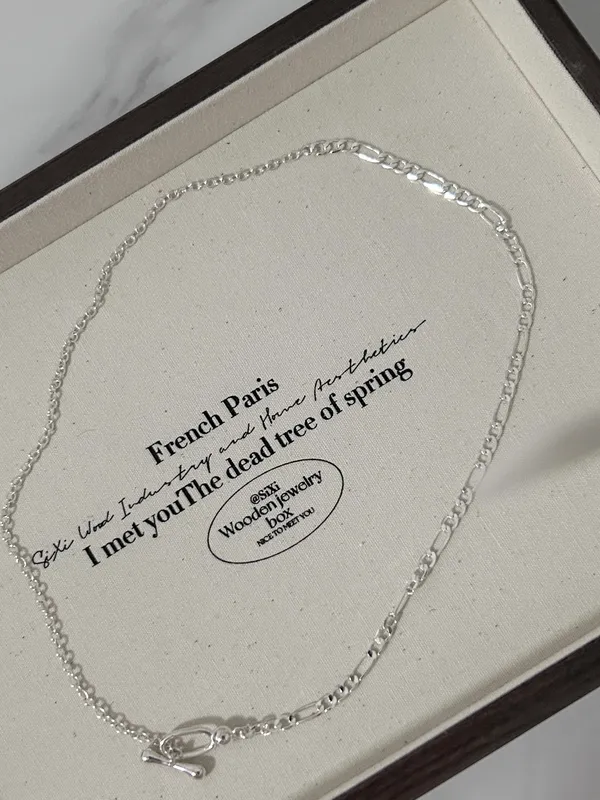 French Paris
SiXi Wood Industry and Home Aesthetics
I met youThe dead tree of spring
@SiXi
Wooden jewelry
box
NICE TO MEET YOU